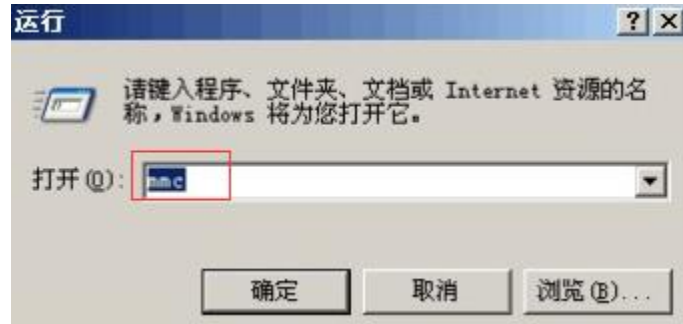 运行
请键入程序、文件夹、文档或 Internet 资源的名
称，Windows 将为您打开它。
打开(O): mmc
确定 取消 浏览(B)...